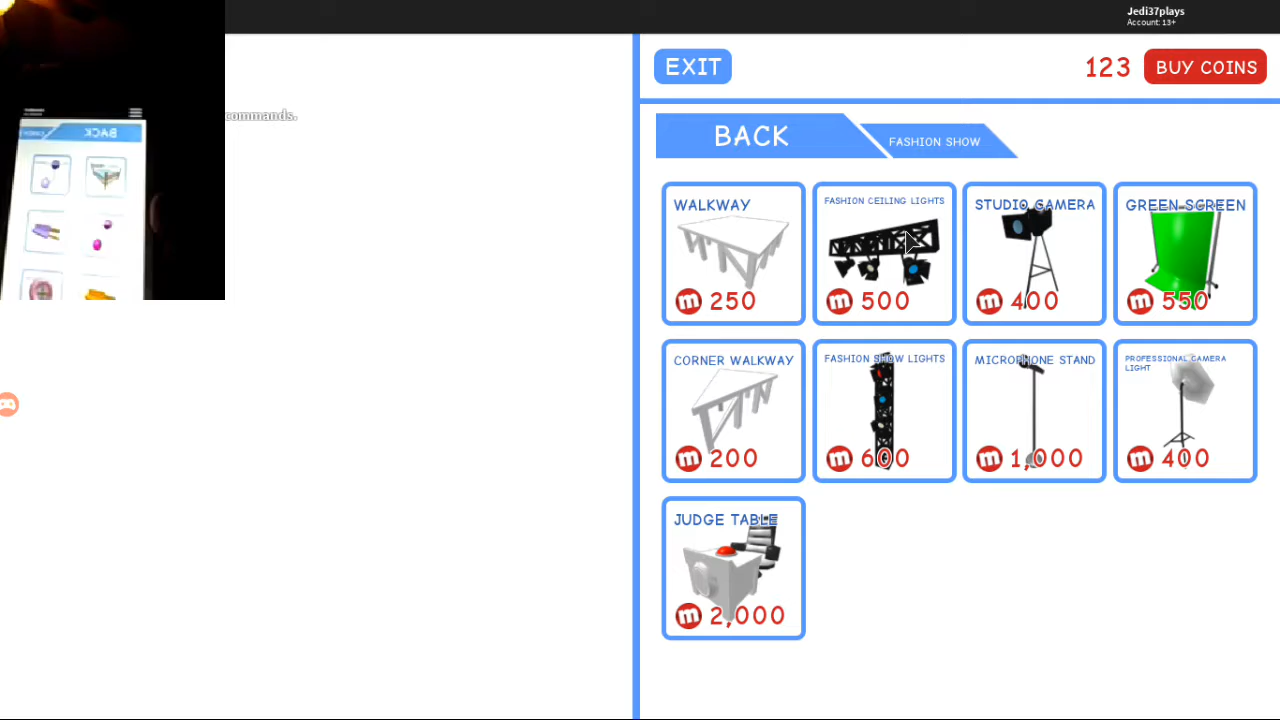 Jedi37plays
Account: 13+
EXIT
123
BUY COINS
commands.
BACK
FASHION SHOW
BACK
WALKWAY
m 250
FASHION CEILING LIGHTS
m 500
STUDIO CAMERA
m 400
GREEN SCREEN
m 550
CORNER WALKWAY
m 200
FASHION SHOW LIGHTS
m 600
MICROPHONE STAND
m 1,000
PROFESSIONAL CAMERA
LIGHT
m 400
JUDGE TABLE
m 2,000